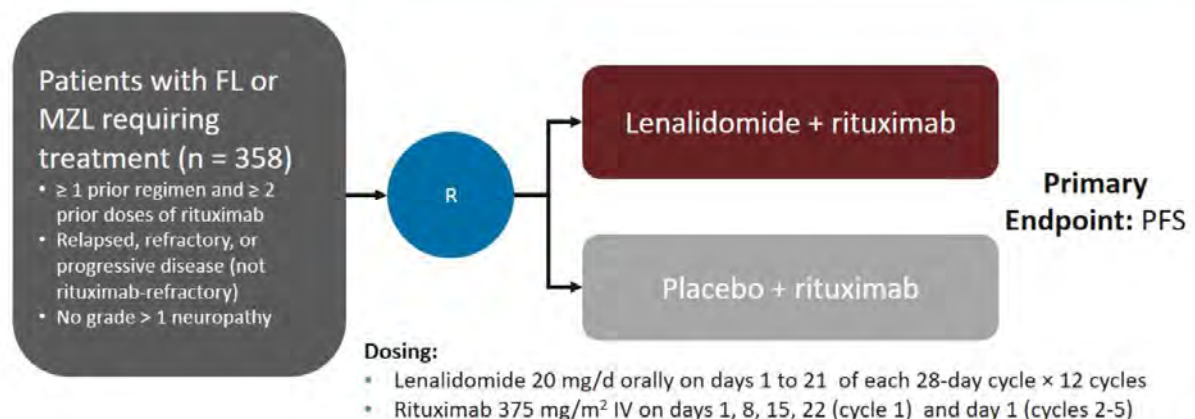 Patients with FL or
MZL requiring
treatment (n = 358)
• ≥ 1 prior regimen and ≥ 2
prior doses of rituximab
• Relapsed, refractory, or
progressive disease (not
rituximab-refractory)
• No grade > 1 neuropathy
R
Lenalidomide + rituximab
Placebo + rituximab
Primary
Endpoint: PFS
Dosing:
• Lenalidomide 20 mg/d orally on days 1 to 21 of each 28-day cycle × 12 cycles
• Rituximab 375 mg/m² IV on days 1, 8, 15, 22 (cycle 1) and day 1 (cycles 2-5)